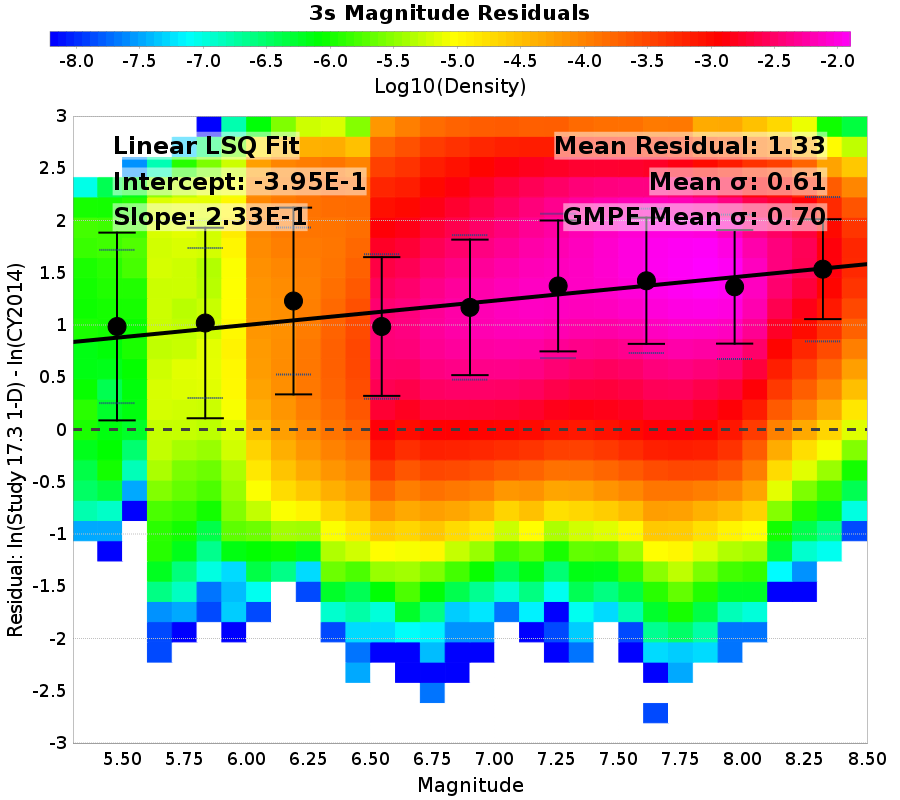 3s Magnitude Residuals
-8.0 -7.5 -7.0 -6.5 -6.0 -5.5 -5.0 -4.5 -4.0 -3.5 -3.0 -2.5 -2.0
Log10(Density)
Linear LSQ Fit
Intercept: -3.95E-1
Slope: 2.33E-1
Mean Residual: 1.33
Mean σ: 0.61
GMPE Mean σ: 0.70
Residual: ln(Study 17.3 1-D) - ln(CY2014)
3
2.5
2
1.5
1
0.5
0
-0.5
-1
-1.5
-2
-2.5
-3
5.50 5.75 6.00 6.25 6.50 6.75 7.00 7.25 7.50 7.75 8.00 8.25 8.50
Magnitude